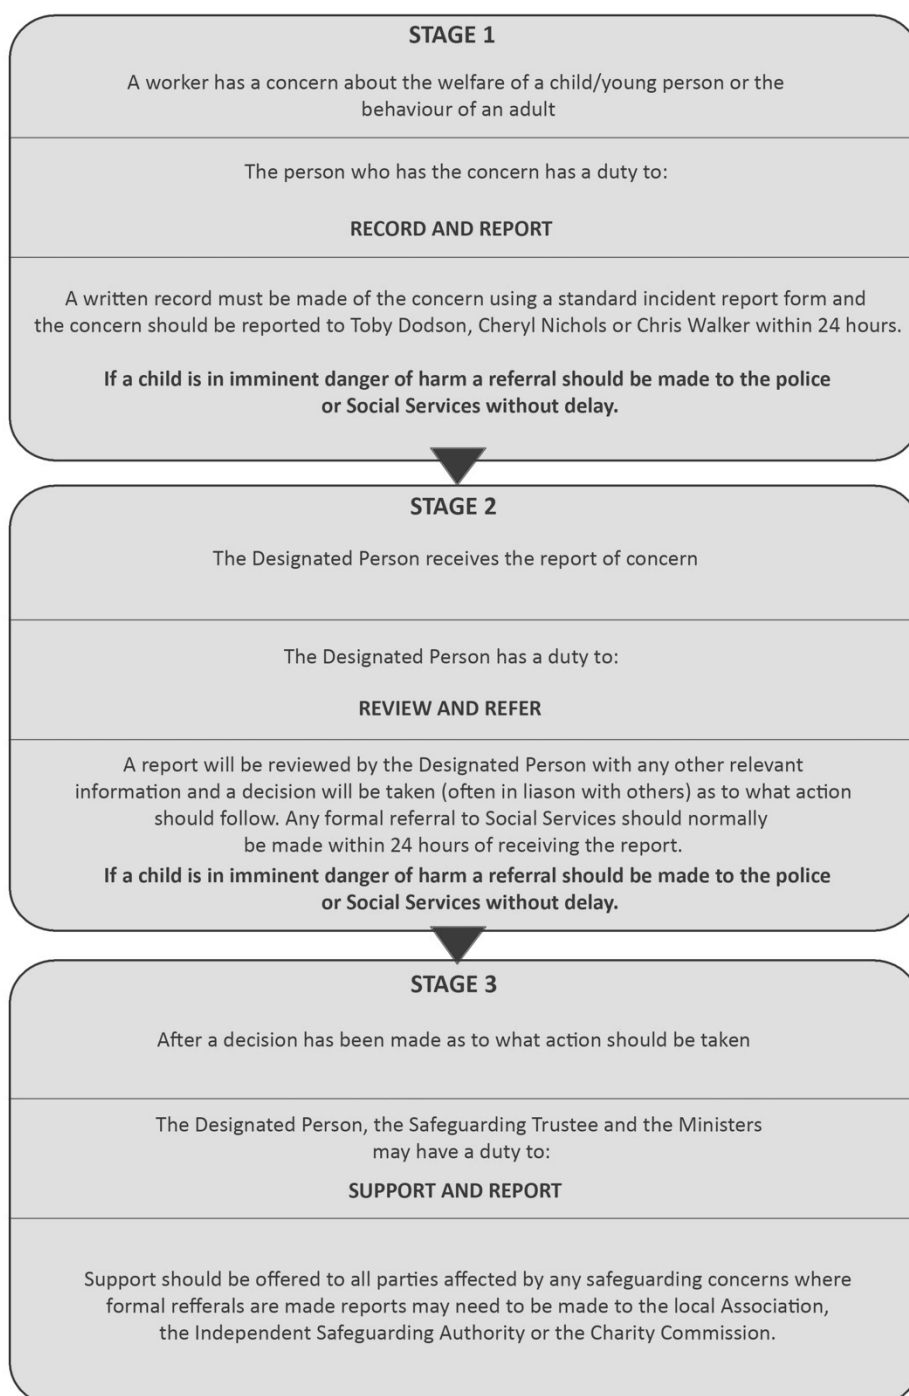 STAGE 1
A worker has a concern about the welfare of a child/young person or the
behaviour of an adult
The person who has the concern has a duty to:
RECORD AND REPORT
A written record must be made of the concern using a standard incident report form and
the concern should be reported to Toby Dodson, Cheryl Nichols or Chris Walker within 24 hours.
If a child is in imminent danger of harm a referral should be made to the police
or Social Services without delay.
STAGE 2
The Designated Person receives the report of concern
The Designated Person has a duty to:
REVIEW AND REFER
A report will be reviewed by the Designated Person with any other relevant
information and a decision will be taken (often in liason with others) as to what action
should follow. Any formal referral to Social Services should normally
be made within 24 hours of receiving the report.
If a child is in imminent danger of harm a referral should be made to the police
or Social Services without delay.
STAGE 3
After a decision has been made as to what action should be taken
The Designated Person, the Safeguarding Trustee and the Ministers
may have a duty to:
SUPPORT AND REPORT
Support should be offered to all parties affected by any safeguarding concerns where
formal refferals are made reports may need to be made to the local Association,
the Independent Safeguarding Authority or the Charity Commission.